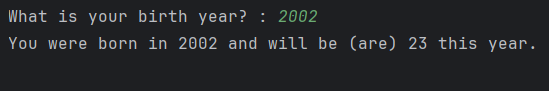 What is your birth year? : 2002
You were born in 2002 and will be (are) 23 this year.